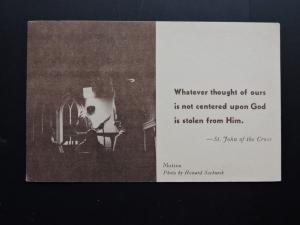 Whatever thought of ours
is not centered upon God
is stolen from Him.
—St. John of the Cross
Motion
Photo by Howard